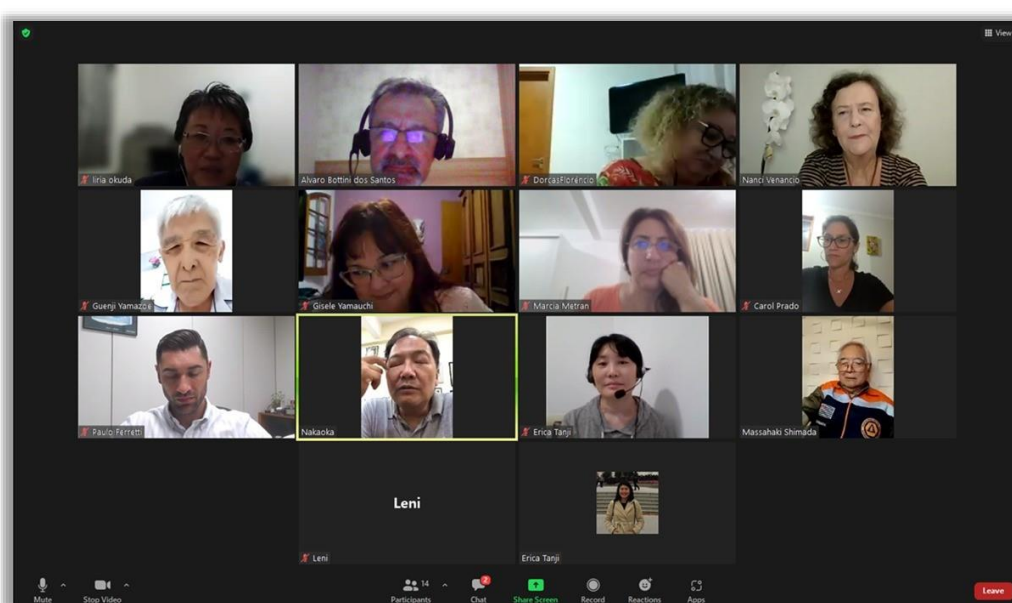 View
liria okuda
Alvaro Bottini dos Santos
DorcasFlorencio
Nanci Venancio
Guenji Yamazoe
Gisele Yamauchi
Marcia Metran
Carol Prado
Paulo Ferretti
Nakaoka
Erica Tanji
Massahaki Shimada
Leni
Leni
Erica Tanji
Mute
Stop Video
14
Participants
2
Chat
Share Screen
Record
Reactions
Apps
Leave